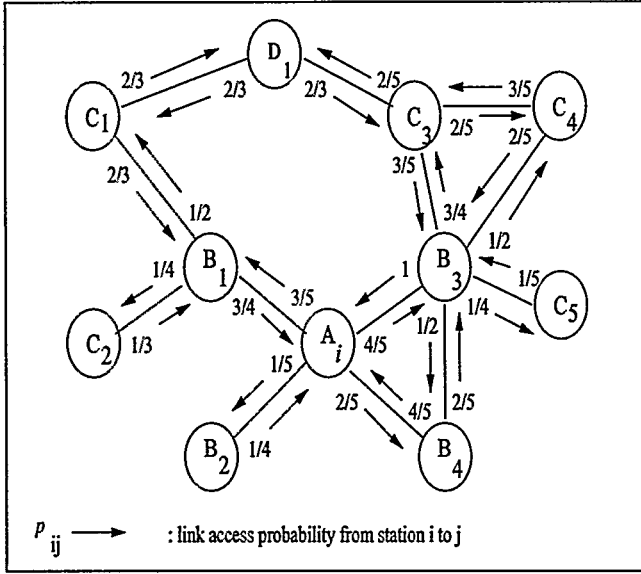 D1
2/3
2/5
2/3
2/3
3/5
C1
C3
C4
2/5
2/5
2/3
3/5
1/2
3/4
1/2
B1
B3
1/4
1
1/5
3/5
1/3
3/4
1/2
1/4
C5
C2
Ai
4/5
1/5
2/5
4/5
2/5
1/4
B2
B4
Pij : link access probability from station i to j